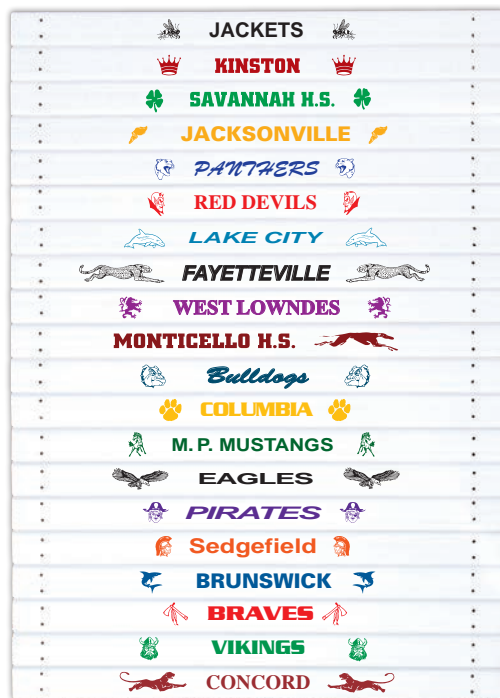 JACKETS
KINSTON
SAVANNAH H.S.
JACKSONVILLE
PANTHERS
RED DEVILS
LAKE CITY
FAYETTEVILLE
WEST LOWNDES
MONTICELLO H.S.
Bulldogs
COLUMBIA
M.P. MUSTANGS
EAGLES
PIRATES
Sedgefield
BRUNSWICK
BRAVES
VIKINGS
CONCORD